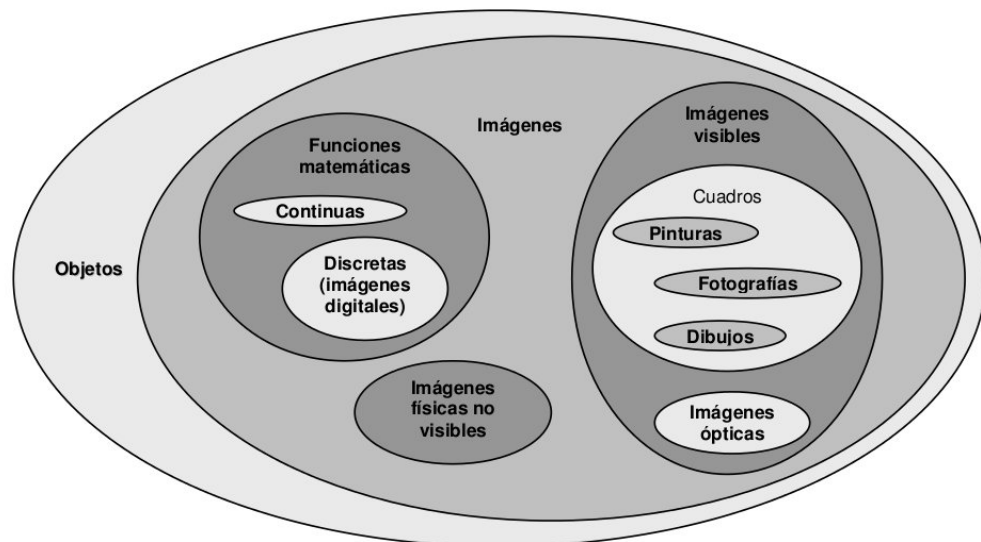 Objetos
Imágenes
Funciones
matemáticas
Continuas
Discretas
(imágenes
digitales)
Imágenes
físicas no
visibles
Imágenes
visibles
Cuadros
Pinturas
Fotografías
Dibujos
Imágenes
ópticas